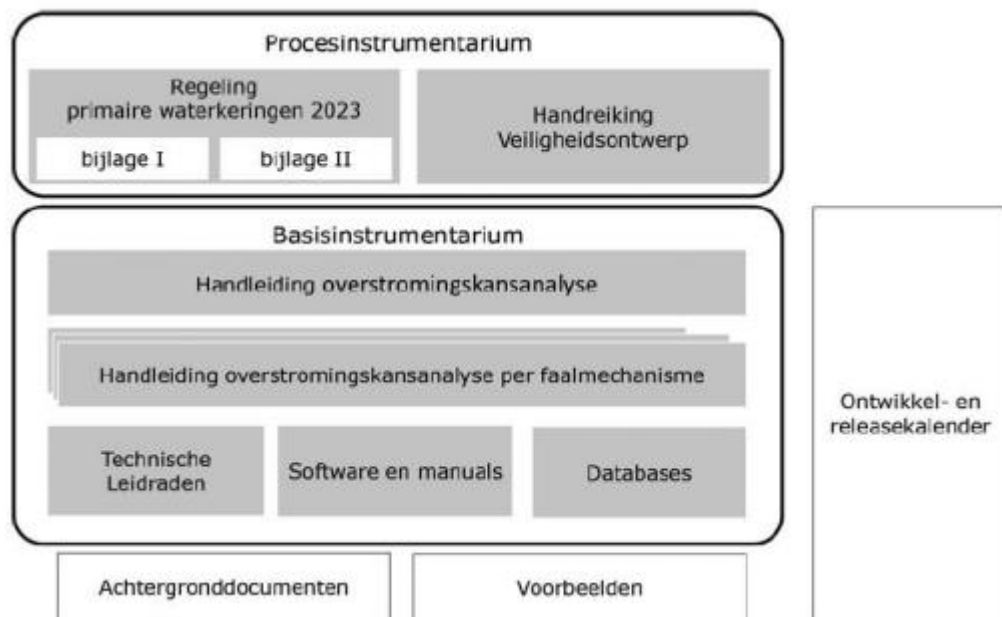 Procesinstrumentarium
Regeling
primaire waterkeringen 2023
bijlage I
bijlage II
Handreiking
Veiligheidsontwerp
Basisinstrumentarium
Handleiding overstromingskansanalyse
Handleiding overstromingskansanalyse per faalmechanisme
Technische
Leidraden
Software en manuals
Databases
Ontwikkel- en
releasekalender
Achtergronddocumenten
Voorbeelden